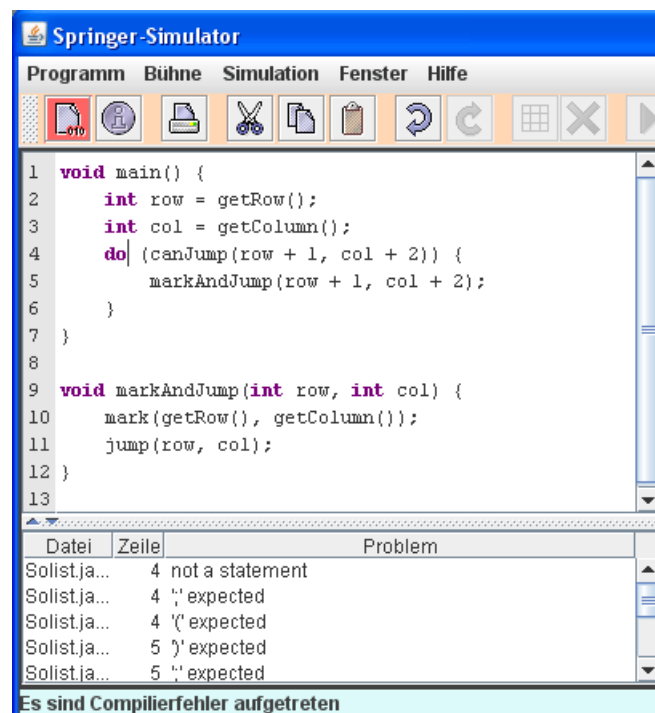 Springer-Simulator
Programm Bühne Simulation Fenster Hilfe
010
1 void main() {
2 int row = getRow();
3 int col = getColumn();
4 do (canJump(row + 1, col + 2)) {
5 markAndJump(row + 1, col + 2);
6 }
7 }
8
9 void markAndJump(int row, int col) {
10 mark(getRow(), getColumn());
11 jump(row, col);
12 }
13
Datei Zeile Problem
Solist.ja... 4 not a statement
Solist.ja... 4 ';' expected
Solist.ja... 4 '(' expected
Solist.ja... 5 ')' expected
Solist.ja... 5 ';' expected
Es sind Compilierfehler aufgetreten